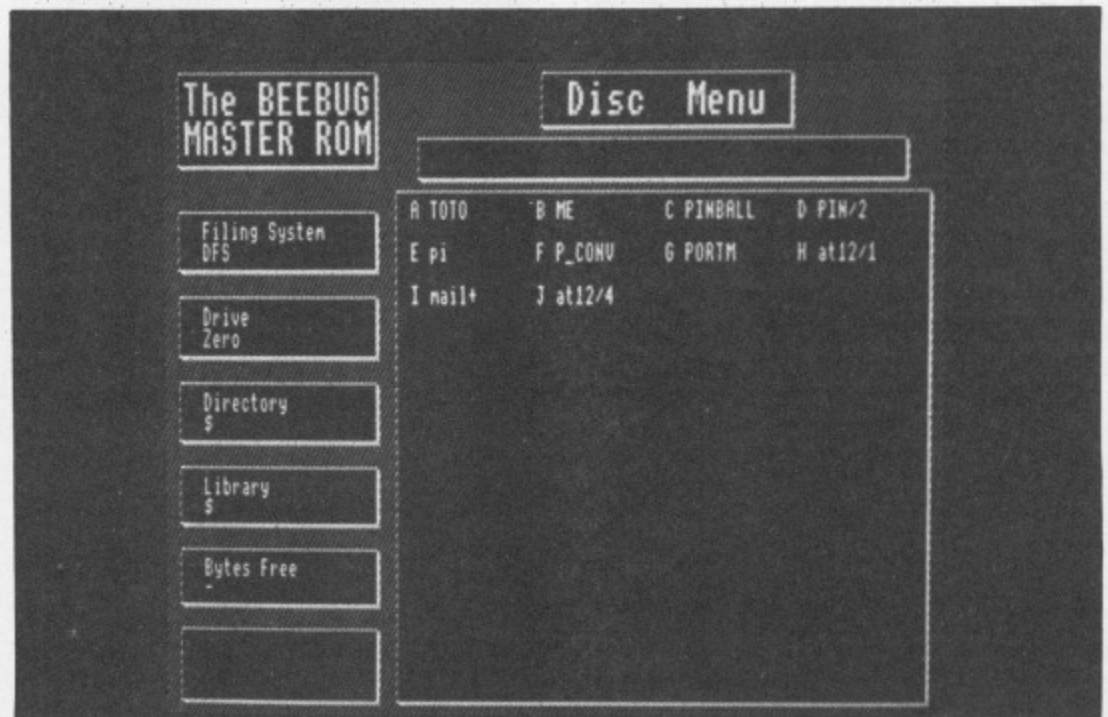 The BEEBUG
MASTER ROM
Disc Menu
Filing System
DFS
Drive
Zero
Directory
$
Library
$
Bytes Free
-
A TOTO B ME C PINBALL D PIN/2
E pi F P_CONV G PORTM H at12/1
I mail+ J at12/4